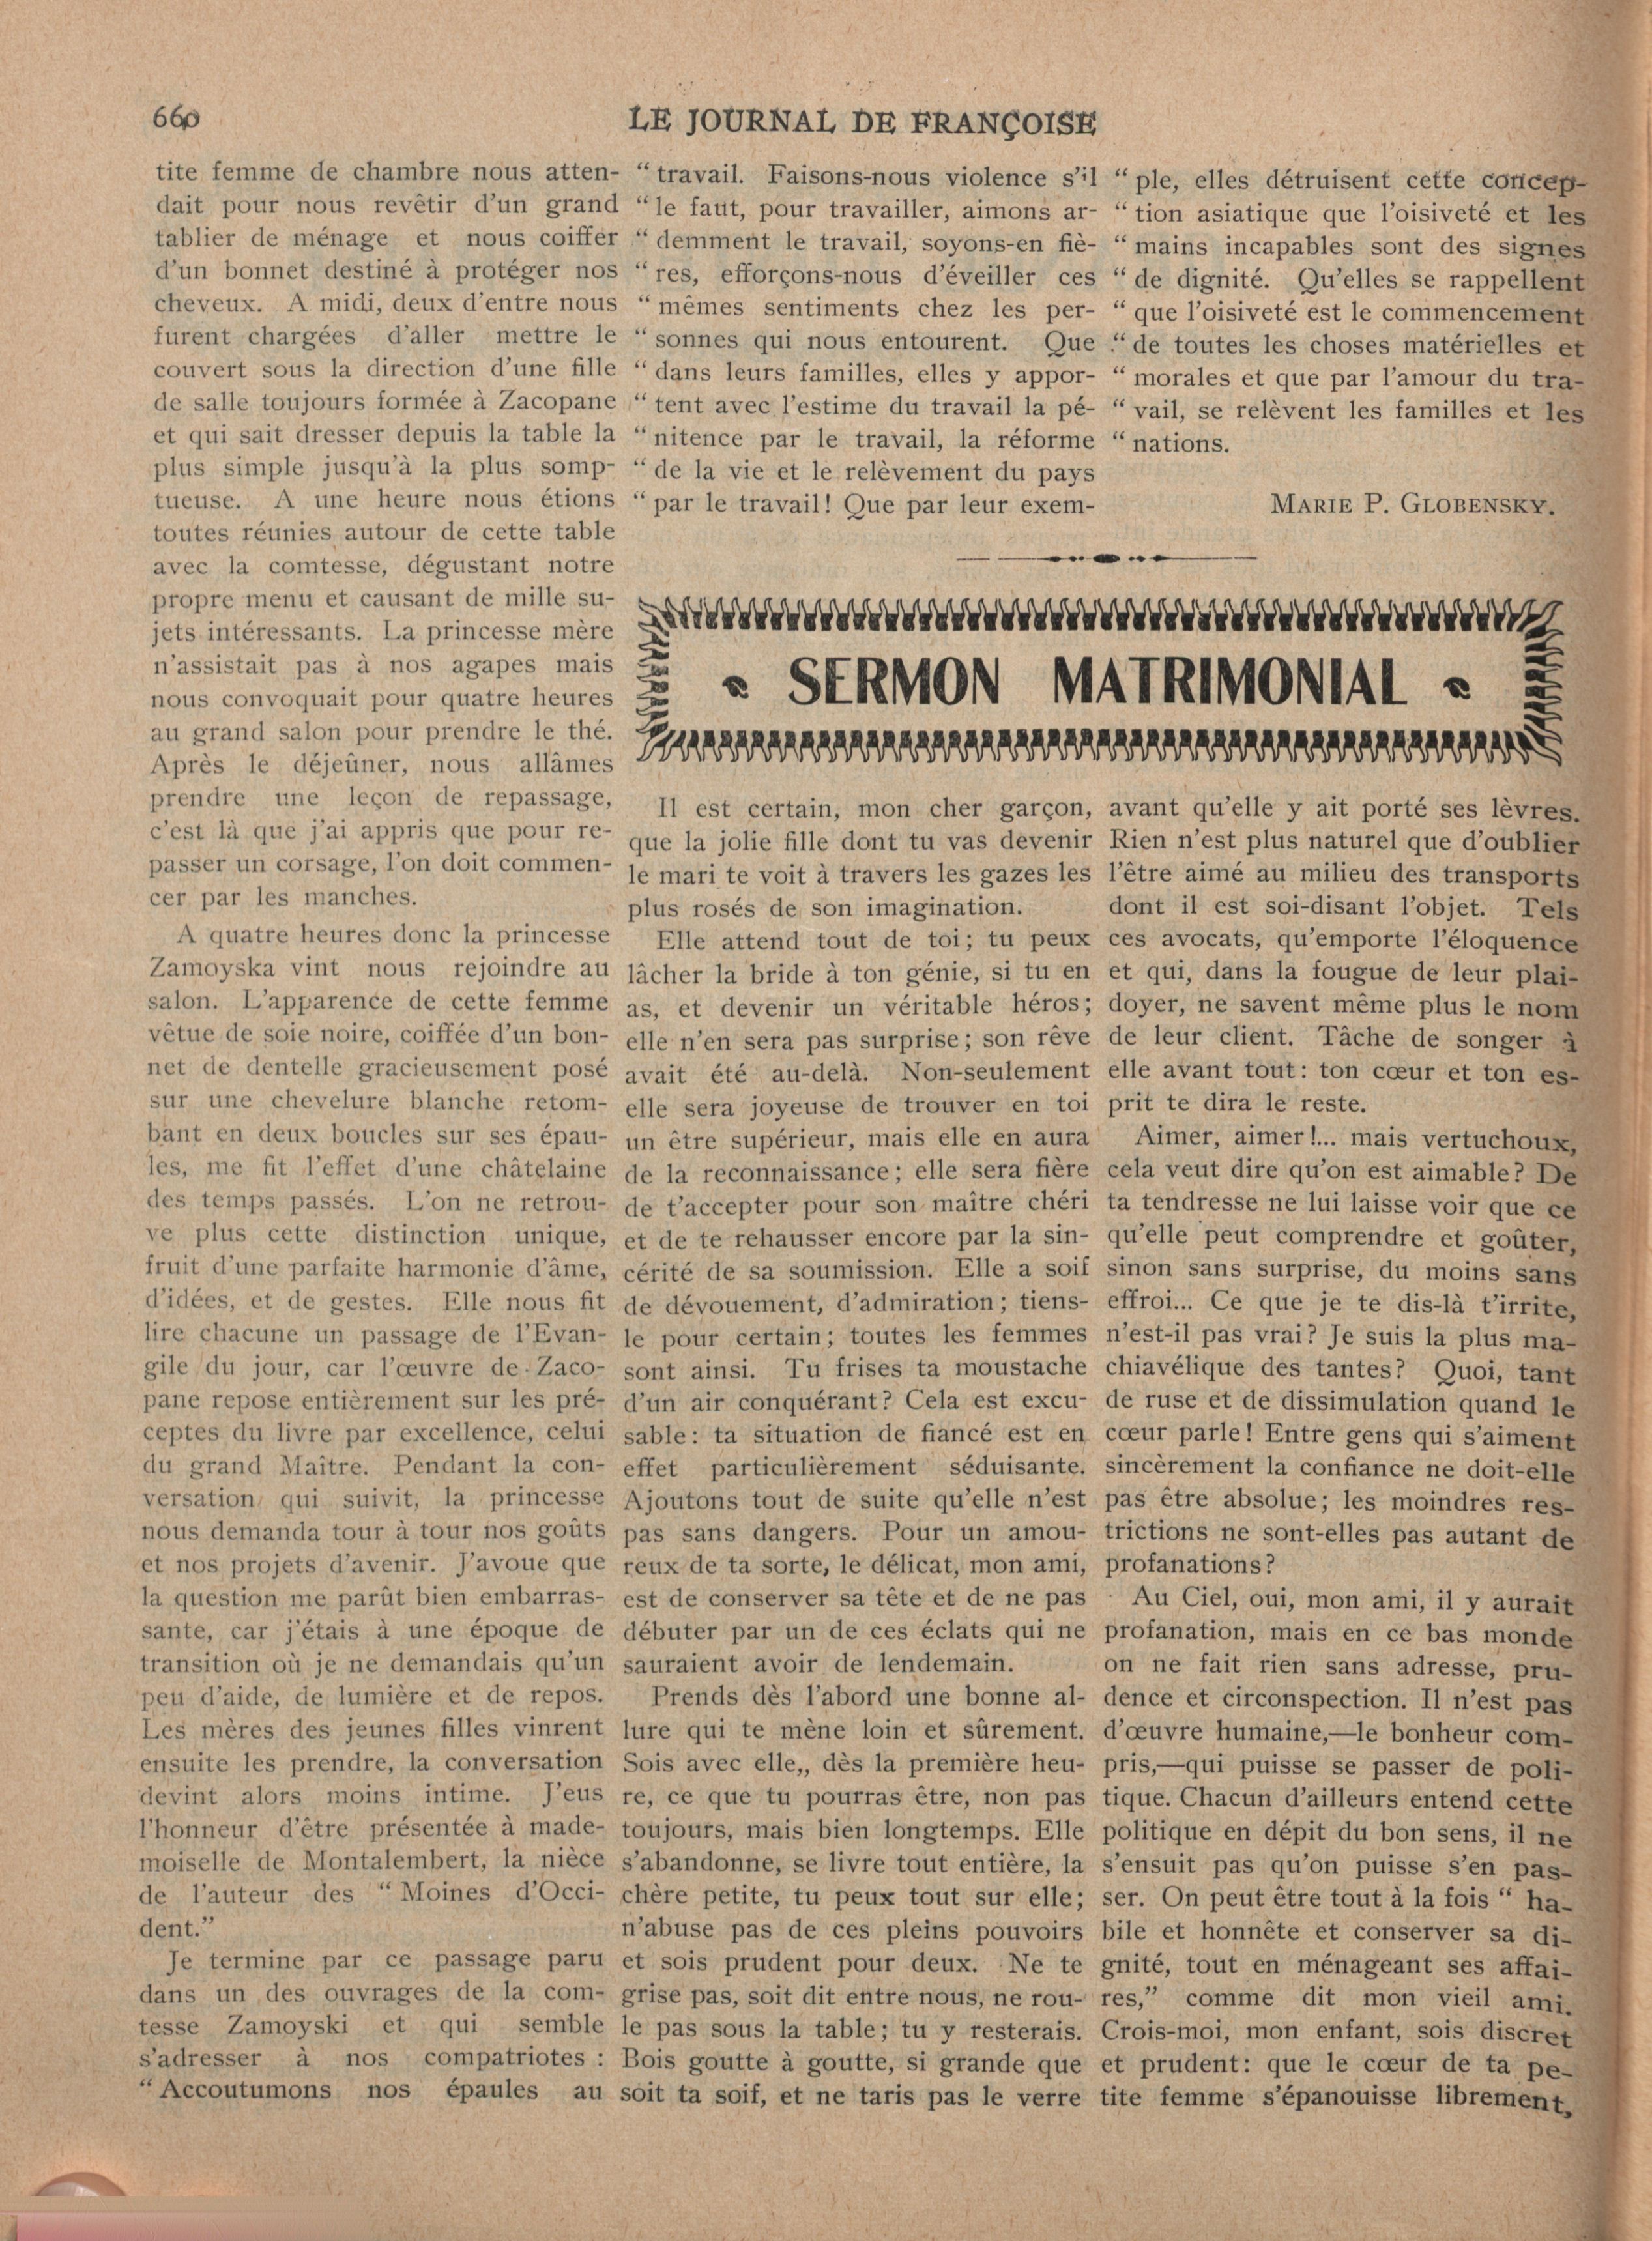 660
LE JOURNAL DE FRANÇOISE
tite femme de chambre nous atten-
dait pour nous revêtir d'un grand
tablier de ménage et nous coiffer
d'un bonnet destiné à protéger nos
cheveux. A midi, deux d'entre nous
furent chargées d'aller mettre le
couvert sous la direction d'une fille
de salle toujours formée à Zacopane
et qui sait dresser depuis la table la
plus simple jusqu'à la plus somp-
tueuse. A une heure nous étions
toutes réunies autour de cette table
avec la comtesse, dégustant notre
propre menu et causant de mille su-
jets intéressants. La princesse mère
n'assistait pas à nos agapes mais
nous convoquait pour quatre heures
au grand salon pour prendre le thé.
Après le déjeûner, nous allâmes
prendre une leçon de repassage,
c'est là que j'ai appris que pour re-
passer un corsage, l'on doit commen-
cer par les manches.
A quatre heures donc la princesse
Zamoyska vint nous rejoindre au
salon. L'apparence de cette femme
vêtue de soie noire, coiffée d'un bon-
net de dentelle gracieusement posé
sur une chevelure blanche retom-
bant en deux boucles sur ses épau-
les, me fit l'effet d'une châtelaine
des temps passés. L'on ne retrou-
ve plus cette distinction unique,
fruit d'une parfaite harmonie d'âme,
d'idées, et de gestes. Elle nous fit
lire chacune un passage de l'Evan-
gile du jour, car l'œuvre de Zaco-
pane repose entièrement sur les pré-
ceptes du livre par excellence, celui
du grand Maître. Pendant la con-
versation qui suivit, la princesse
nous demanda tour à tour nos goûts
et nos projets d'avenir. J'avoue que
la question me parût bien embarras-
sante, car j'étais à une époque de
transition où je ne demandais qu'un
peu d'aide, de lumière et de repos.
Les mères des jeunes filles vinrent
ensuite les prendre, la conversation
devint alors moins intime. J'eus
l'honneur d'être présentée à made-
moiselle de Montalembert, la nièce
de l'auteur des “ Moines d'Occi-
dent.”
Je termine par ce passage paru
dans un des ouvrages de la com-
tesse Zamoyski et qui semble
s'adresser à nos compatriotes :
“ Accoutumons nos épaules au
“ travail. Faisons-nous violence s'il
“ le faut, pour travailler, aimons ar-
“ demment le travail, soyons-en fiè-
“ res, efforçons-nous d'éveiller ces
“ mêmes sentiments chez les per-
“ sonnes qui nous entourent. Que
“ dans leurs familles, elles y appor-
“ tent avec l'estime du travail la pé-
“ nitence par le travail, la réforme
“ de la vie et le relèvement du pays
“ par le travail! Que par leur exem-
“ ple, elles détruisent cette concep-
“ tion asiatique que l'oisiveté et les
“ mains incapables sont des signes
“ de dignité. Qu'elles se rappellent
“ que l'oisiveté est le commencement
“ de toutes les choses matérielles et
“ morales et que par l'amour du tra-
“ vail, se relèvent les familles et les
“ nations.
MARIE P. GLOBENSKY.
SERMON MATRIMONIAL
Il est certain, mon cher garçon,
que la jolie fille dont tu vas devenir
le mari te voit à travers les gazes les
plus rosés de son imagination.
Elle attend tout de toi; tu peux
lâcher la bride à ton génie, si tu en
as, et devenir un véritable héros;
elle n'en sera pas surprise; son rêve
avait été au-delà. Non-seulement
elle sera joyeuse de trouver en toi
un être supérieur, mais elle en aura
de la reconnaissance; elle sera fière
de t'accepter pour son maître chéri
et de te rehausser encore par la sin-
cérité de sa soumission. Elle a soif
de dévouement, d'admiration; tiens-
le pour certain; toutes les femmes
sont ainsi. Tu frises ta moustache
d'un air conquérant? Cela est excu-
sable: ta situation de fiancé est en
effet particulièrement séduisante.
Ajoutons tout de suite qu'elle n'est
pas sans dangers. Pour un amou-
reux de ta sorte, le délicat, mon ami,
est de conserver sa tête et de ne pas
débuter par un de ces éclats qui ne
sauraient avoir de lendemain.
Prends dès l'abord une bonne al-
lure qui te mène loin et sûrement.
Sois avec elle,, dès la première heu-
re, ce que tu pourras être, non pas
toujours, mais bien longtemps. Elle
s'abandonne, se livre tout entière, la
chère petite, tu peux tout sur elle;
n'abuse pas de ces pleins pouvoirs
et sois prudent pour deux. Ne te
grise pas, soit dit entre nous, ne rou-
le pas sous la table; tu y resterais.
Bois goutte à goutte, si grande que
soit ta soif, et ne taris pas le verre
avant qu'elle y ait porté ses lèvres.
Rien n'est plus naturel que d'oublier
l'être aimé au milieu des transports
dont il est soi-disant l'objet. Tels
ces avocats, qu'emporte l'éloquence
et qui, dans la fougue de leur plai-
doyer, ne savent même plus le nom
de leur client. Tâche de songer à
elle avant tout: ton cœur et ton es-
prit te dira le reste.
Aimer, aimer!... mais vertuchoux,
cela veut dire qu'on est aimable? De
ta tendresse ne lui laisse voir que ce
qu'elle peut comprendre et goûter,
sinon sans surprise, du moins sans
effroi... Ce que je te dis-là t'irrite,
n'est-il pas vrai? Je suis la plus ma-
chiavélique des tantes? Quoi, tant
de ruse et de dissimulation quand le
cœur parle! Entre gens qui s'aiment
sincèrement la confiance ne doit-elle
pas être absolue; les moindres res-
trictions ne sont-elles pas autant de
profanations?
Au Ciel, oui, mon ami, il y aurait
profanation, mais en ce bas monde
on ne fait rien sans adresse, pru-
dence et circonspection. Il n'est pas
d'œuvre humaine,—le bonheur com-
pris,—qui puisse se passer de poli-
tique. Chacun d'ailleurs entend cette
politique en dépit du bon sens, il ne
s'ensuit pas qu'on puisse s'en pas-
ser. On peut être tout à la fois “ ha-
bile et honnête et conserver sa di-
gnité, tout en ménageant ses affai-
res,” comme dit mon vieil ami.
Crois-moi, mon enfant, sois discret
et prudent: que le cœur de ta pe-
tite femme s'épanouisse librement,